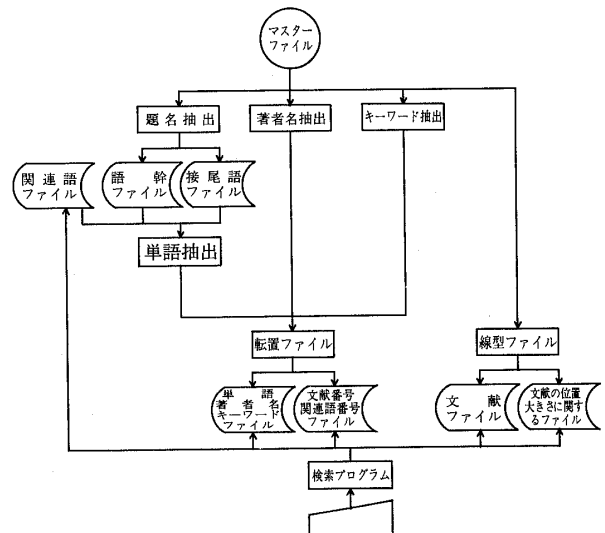 マスター
ファイル
題名抽出
著者名抽出
キーワード抽出
関連語
ファイル
語幹
ファイル
接尾語
ファイル
単語抽出
転置ファイル
線型ファイル
単語
著者名
キーワード
ファイル
文献番号
関連語番号
ファイル
文献
ファイル
文献の位置
大きさに関す
るファイル
検索プログラム